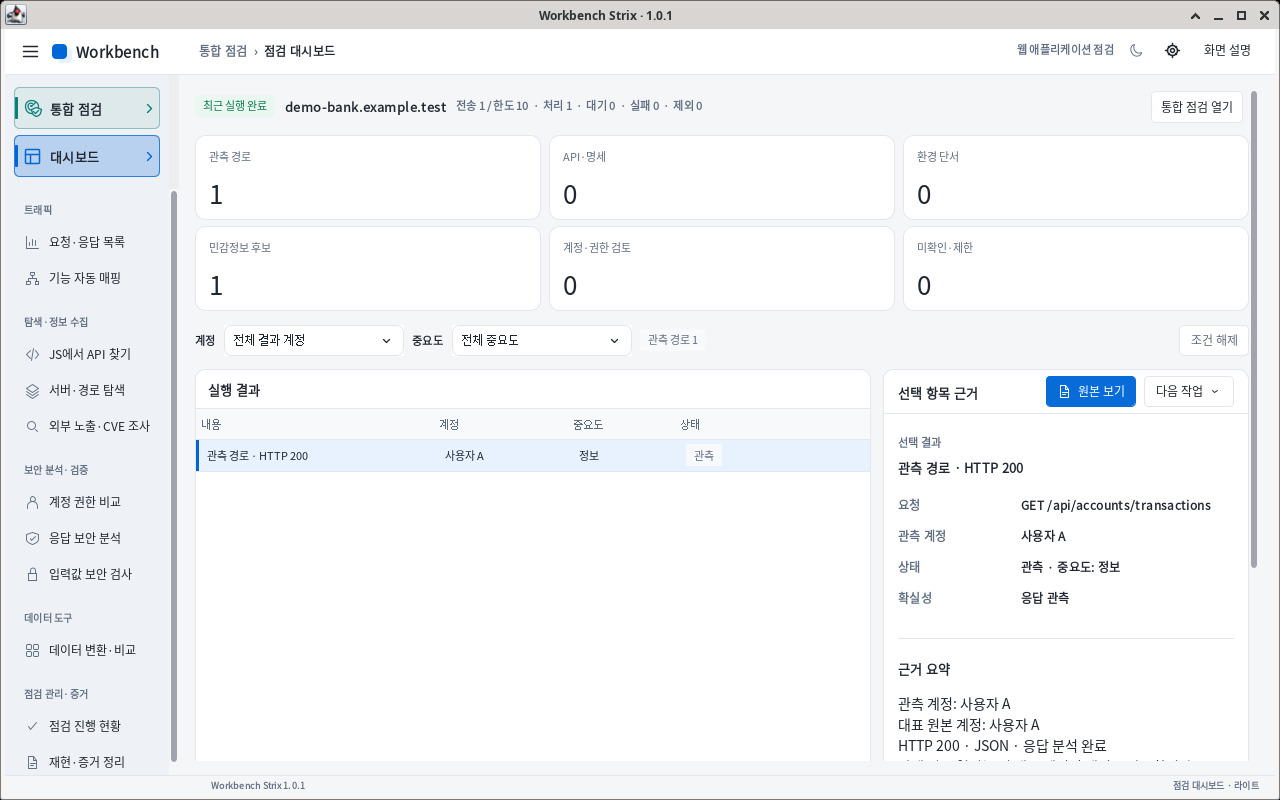 Workbench Strix · 1.0.1
Workbench
통합 점검 › 점검 대시보드
웹 애플리케이션 점검
화면 설명
통합 점검
대시보드
트래픽
요청·응답 목록
기능 자동 매핑
탐색·정보 수집
JS에서 API 찾기
서버·경로 탐색
외부 노출·CVE 조사
보안 분석·검증
계정 권한 비교
응답 보안 분석
입력값 보안 검사
데이터 도구
데이터 변환·비교
점검 관리·증거
점검 진행 현황
재현·증거 정리
최근 실행 완료
demo-bank.example.test
전송 1 / 한도 10 · 처리 1 · 대기 0 · 실패 0 · 제외 0
통합 점검 열기
관측 경로
1
API·명세
0
환경 단서
0
민감정보 후보
1
계정·권한 검토
0
미확인·제한
0
계정
전체 결과 계정
중요도
전체 중요도
관측 경로 1
조건 해제
실행 결과
내용 계정 중요도 상태
관측 경로 · HTTP 200 사용자 A 정보 관측
선택 항목 근거
원본 보기
다음 작업
선택 결과
관측 경로 · HTTP 200
요청 GET /api/accounts/transactions
관측 계정 사용자 A
상태 관측 · 중요도: 정보
확실성 응답 관측
근거 요약
관측 계정: 사용자 A
대표 원본 계정: 사용자 A
HTTP 200 · JSON · 응답 분석 완료
Workbench Strix 1.0.1
점검 대시보드 · 라이트